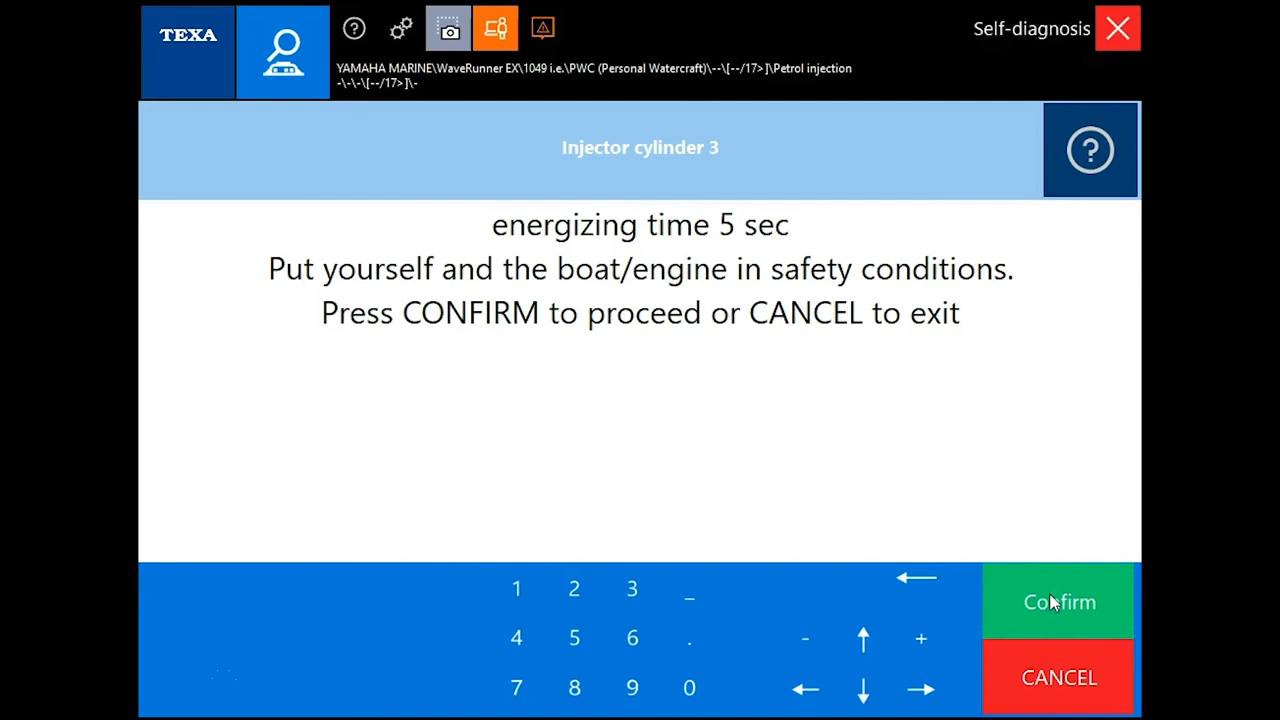 TEXA
Self-diagnosis
YAMAHA MARINE\WaveRunner EX\1049 i.e.\PWC (Personal Watercraft)\--\[--/17>]\Petrol injection
-\-\-\[--/17>]\-
Injector cylinder 3
?
energizing time 5 sec
Put yourself and the boat/engine in safety conditions.
Press CONFIRM to proceed or CANCEL to exit
1 2 3 _
Confirm
4 5 6 . - +
CANCEL
7 8 9 0